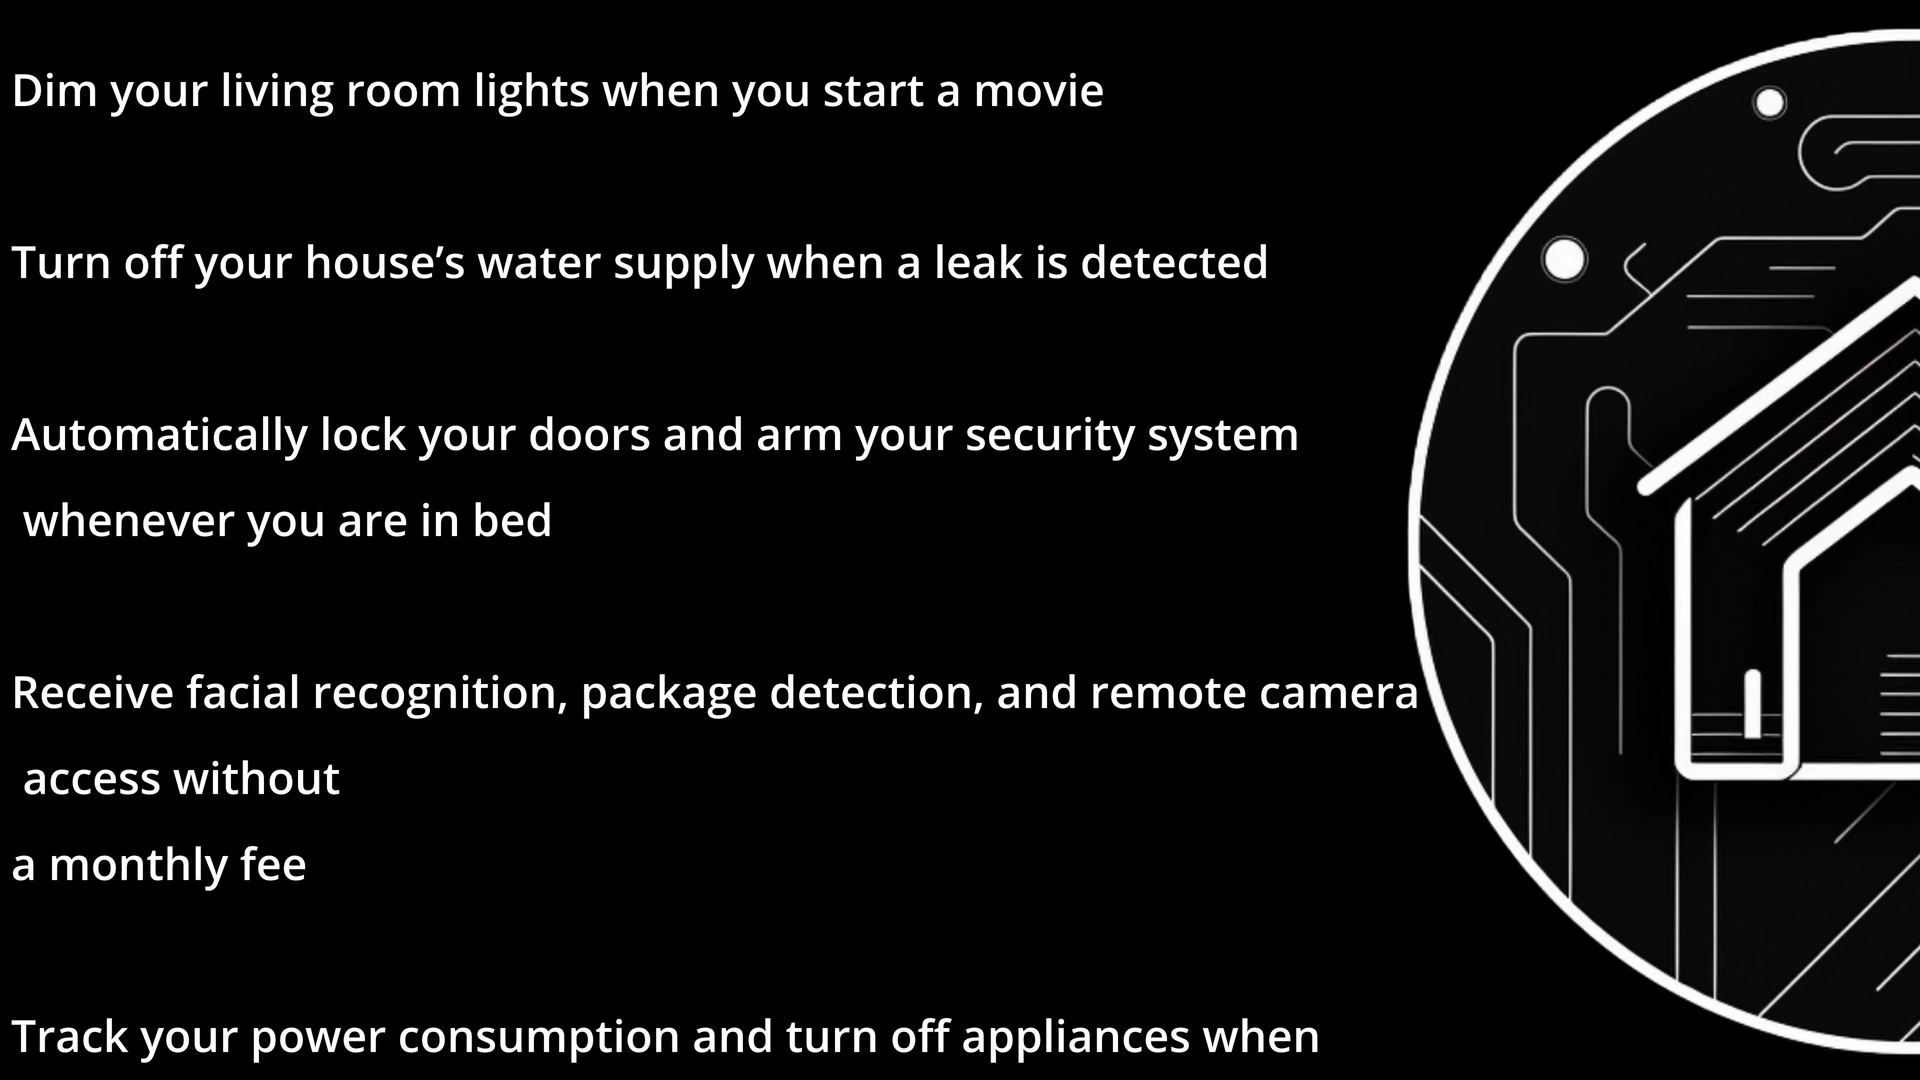 Dim your living room lights when you start a movie
Turn off your house’s water supply when a leak is detected
Automatically lock your doors and arm your security system
whenever you are in bed
Receive facial recognition, package detection, and remote camera
access without
a monthly fee
Track your power consumption and turn off appliances when